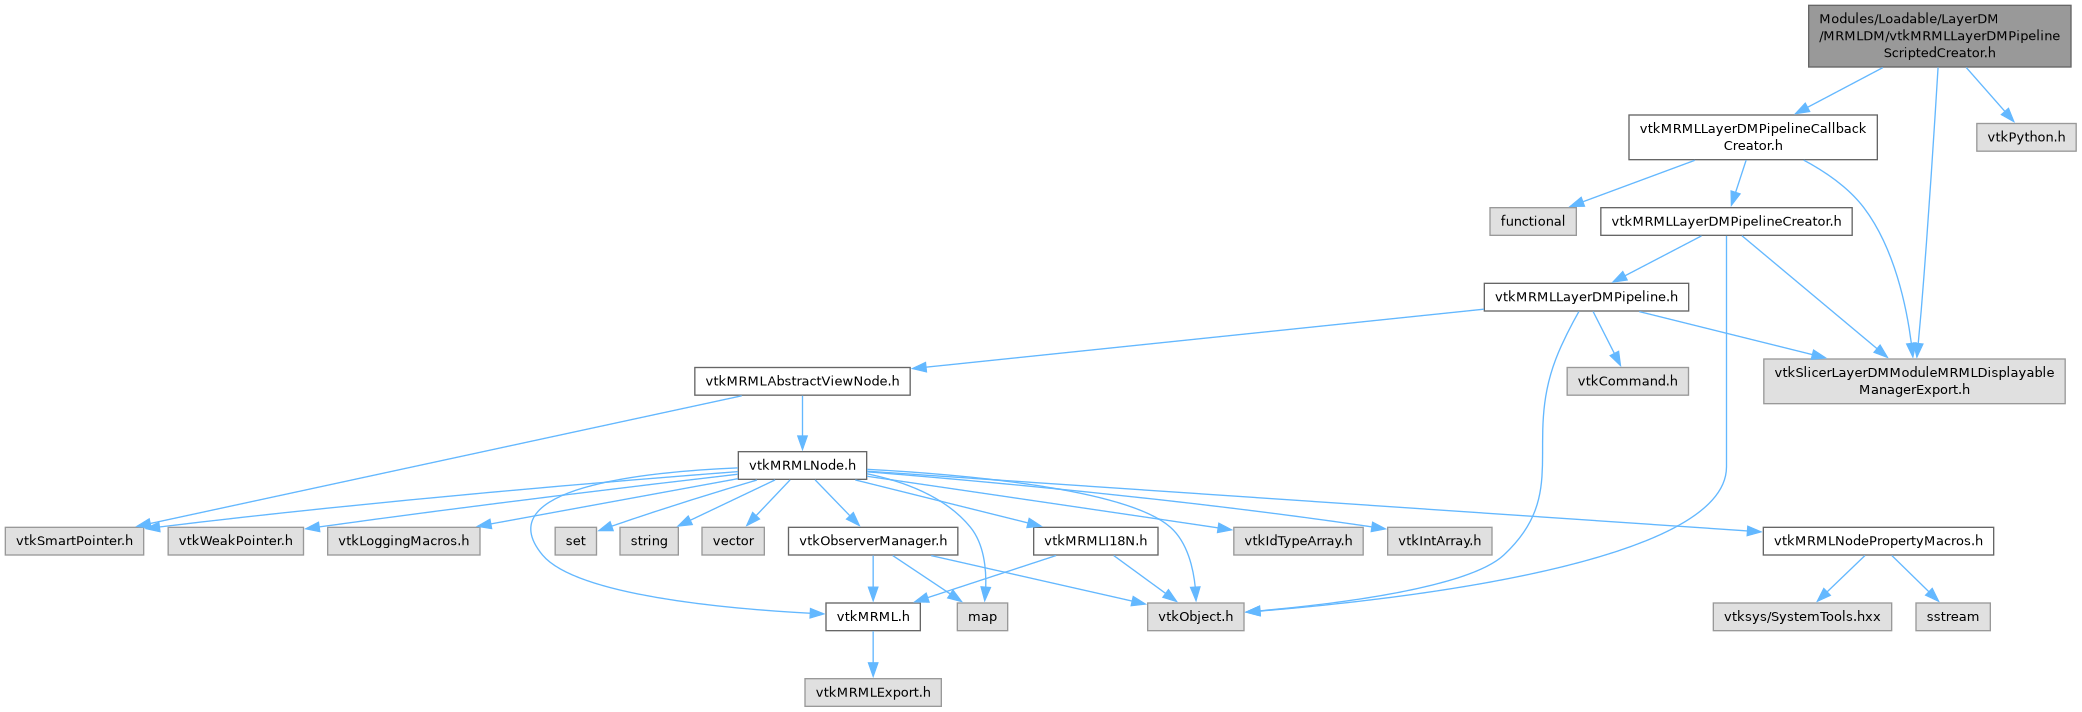 Modules/Loadable/LayerDM
/MRMLDM/vtkMRMLLayerDMPipeline
ScriptedCreator.h
vtkMRMLLayerDMPipelineCallback
Creator.h
vtkPython.h
functional
vtkMRMLLayerDMPipelineCreator.h
vtkMRMLLayerDMPipeline.h
vtkMRMLAbstractViewNode.h
vtkCommand.h
vtkSlicerLayerDMModuleMRMLDisplayable
ManagerExport.h
vtkMRMLNode.h
vtkSmartPointer.h
vtkWeakPointer.h
vtkLoggingMacros.h
set
string
vector
vtkObserverManager.h
vtkMRMLI18N.h
vtkIdTypeArray.h
vtkIntArray.h
vtkMRMLNodePropertyMacros.h
vtkMRML.h
map
vtkObject.h
vtksys/SystemTools.hxx
sstream
vtkMRMLExport.h